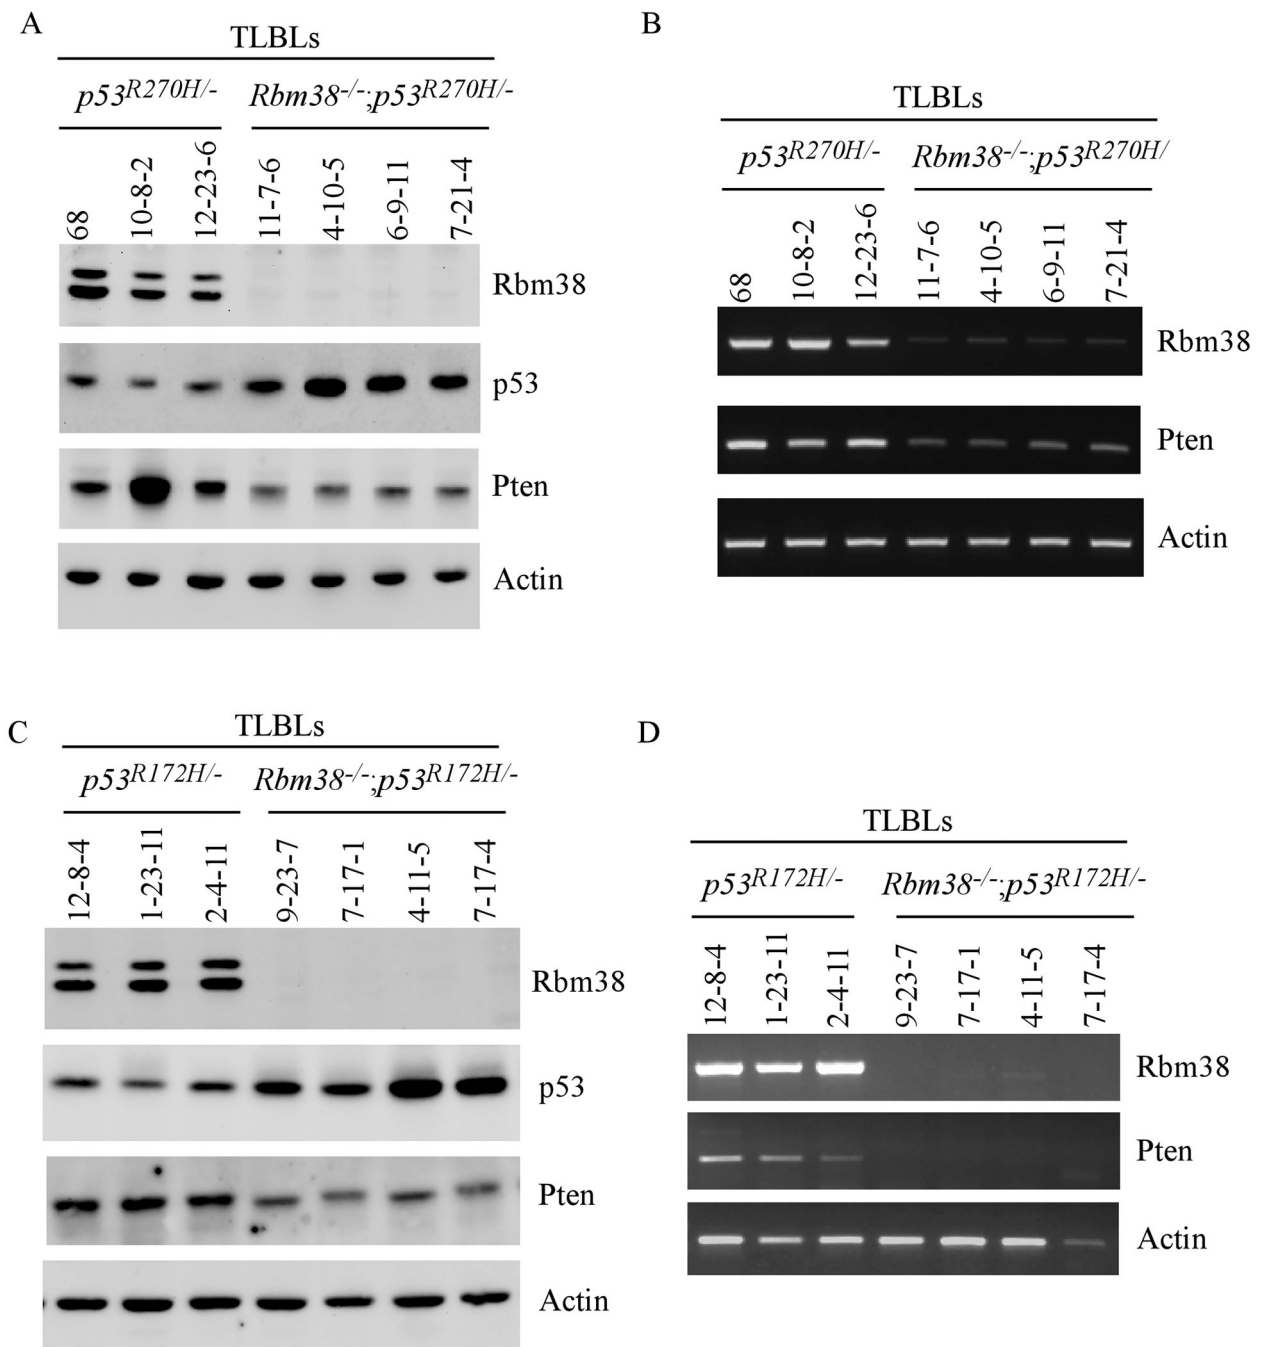 A
TLBLs
p53R270H/- Rbm38-/-;p53R270H/-
68 10-8-2 12-23-6 11-7-6 4-10-5 6-9-11 7-21-4
Rbm38
p53
Pten
Actin
B
TLBLs
p53R270H/- Rbm38-/-;p53R270H/
68 10-8-2 12-23-6 11-7-6 4-10-5 6-9-11 7-21-4
Rbm38
Pten
Actin
C
TLBLs
p53R172H/- Rbm38-/-;p53R172H/-
12-8-4 1-23-11 2-4-11 9-23-7 7-17-1 4-11-5 7-17-4
Rbm38
p53
Pten
Actin
D
TLBLs
p53R172H/- Rbm38-/-;p53R172H/-
12-8-4 1-23-11 2-4-11 9-23-7 7-17-1 4-11-5 7-17-4
Rbm38
Pten
Actin